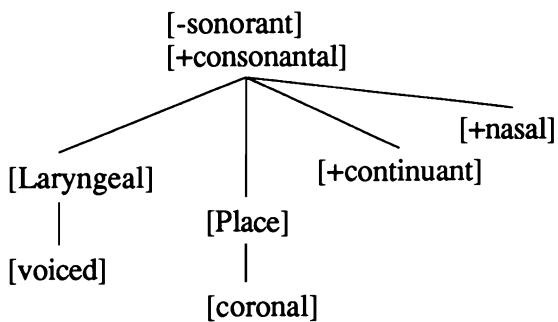 [-sonorant]
[+consonantal]
[+nasal]
[Laryngeal]
[+continuant]
[Place]
[voiced]
[coronal]